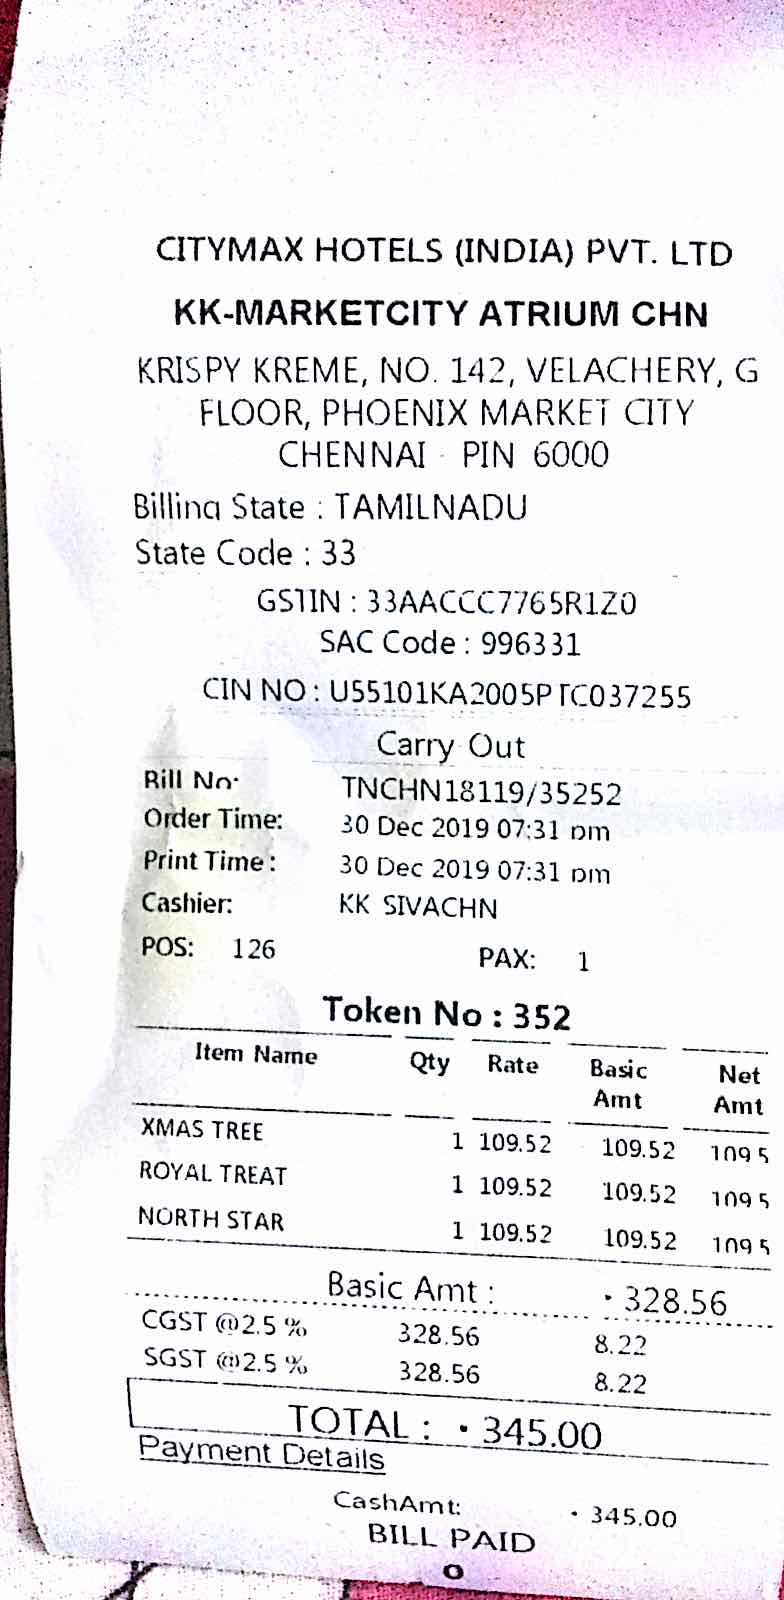 CITYMAX HOTELS (INDIA) PVT. LTD
KK-MARKETCITY ATRIUM CHN
KRISPY KREME, NO. 142, VELACHERY, G
FLOOR, PHOENIX MARKET CITY
CHENNAI - PIN 6000
Billing State : TAMILNADU
State Code : 33
GSTIN : 33AACCC7765R1Z0
SAC Code : 996331
CIN NO : U55101KA2005PTC037255
Carry Out
Bill No: TNCHN18119/35252
Order Time: 30 Dec 2019 07:31 pm
Print Time : 30 Dec 2019 07:31 pm
Cashier: KK SIVACHN
POS: 126 PAX: 1
Token No : 352
Item Name Qty Rate Basic Amt Net Amt
XMAS TREE 1 109.52 109.52 109.5
ROYAL TREAT 1 109.52 109.52 109.5
NORTH STAR 1 109.52 109.52 109.5
Basic Amt : 328.56
CGST @2.5 % 328.56 8.22
SGST @2.5 % 328.56 8.22
TOTAL : 345.00
Payment Details
CashAmt: 345.00
BILL PAID
0